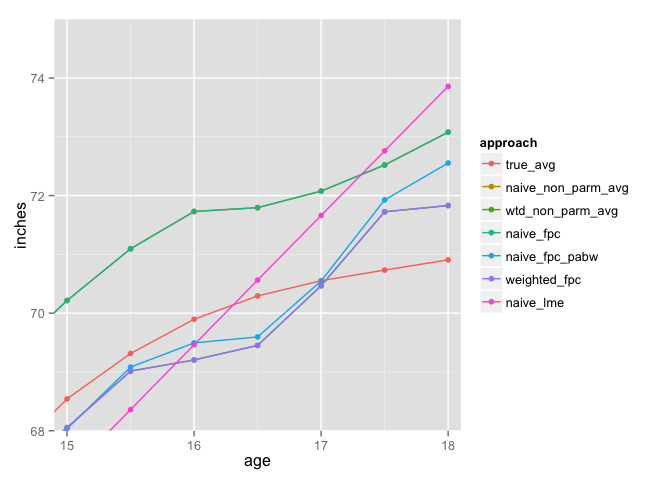 inches
74
72
70
68
15
16
17
18
age
approach
true_avg
naive_non_parm_avg
wtd_non_parm_avg
naive_fpc
naive_fpc_pabw
weighted_fpc
naive_lme